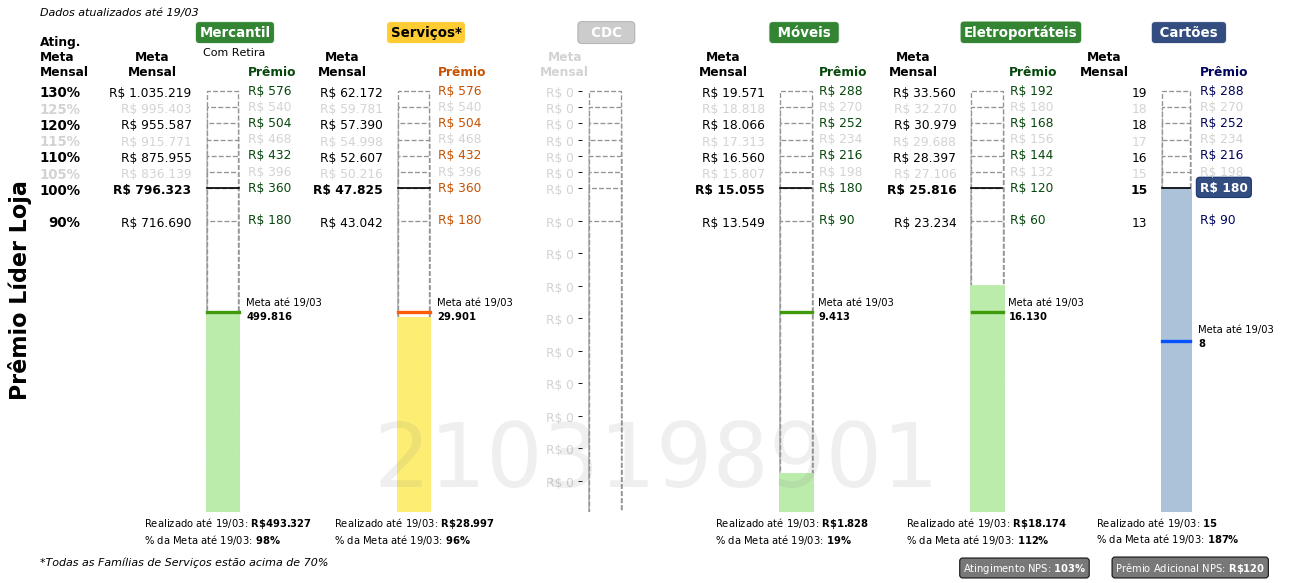 Dados atualizados até 19/03
Mercantil Serviços* CDC Móveis Eletroportáteis Cartões
Com Retira
Ating. Meta Mensal Meta Mensal Prêmio Meta Mensal Prêmio Meta Mensal Meta Mensal Prêmio Meta Mensal Prêmio Meta Mensal Prêmio
130% R$ 1.035.219 R$ 576 R$ 62.172 R$ 576 R$ 0 R$ 19.571 R$ 288 R$ 33.560 R$ 192 19 R$ 288
125% R$ 995.403 R$ 540 R$ 59.781 R$ 540 R$ 0 R$ 18.818 R$ 270 R$ 32.270 R$ 180 18 R$ 270
120% R$ 955.587 R$ 504 R$ 57.390 R$ 504 R$ 0 R$ 18.066 R$ 252 R$ 30.979 R$ 168 18 R$ 252
115% R$ 915.771 R$ 468 R$ 54.998 R$ 468 R$ 0 R$ 17.313 R$ 234 R$ 29.688 R$ 156 17 R$ 234
110% R$ 875.955 R$ 432 R$ 52.607 R$ 432 R$ 0 R$ 16.560 R$ 216 R$ 28.397 R$ 144 16 R$ 216
105% R$ 836.139 R$ 396 R$ 50.216 R$ 396 R$ 0 R$ 15.807 R$ 198 R$ 27.106 R$ 132 15 R$ 198
100% R$ 796.323 R$ 360 R$ 47.825 R$ 360 R$ 0 R$ 15.055 R$ 180 R$ 25.816 R$ 120 15 R$ 180
90% R$ 716.690 R$ 180 R$ 43.042 R$ 180 R$ 0 R$ 13.549 R$ 90 R$ 23.234 R$ 60 13 R$ 90
R$ 0
R$ 0
R$ 0
R$ 0
R$ 0
R$ 0
R$ 0
R$ 0
Prêmio Líder Loja
Meta até 19/03 Meta até 19/03 Meta até 19/03 Meta até 19/03 Meta até 19/03
499.816 29.901 9.413 16.130 8
2103198901
Realizado até 19/03: R$493.327 Realizado até 19/03: R$28.997 Realizado até 19/03: R$1.828 Realizado até 19/03: R$18.174 Realizado até 19/03: 15
% da Meta até 19/03: 98% % da Meta até 19/03: 96% % da Meta até 19/03: 19% % da Meta até 19/03: 112% % da Meta até 19/03: 187%
*Todas as Famílias de Serviços estão acima de 70% Atingimento NPS: 103% Prêmio Adicional NPS: R$120